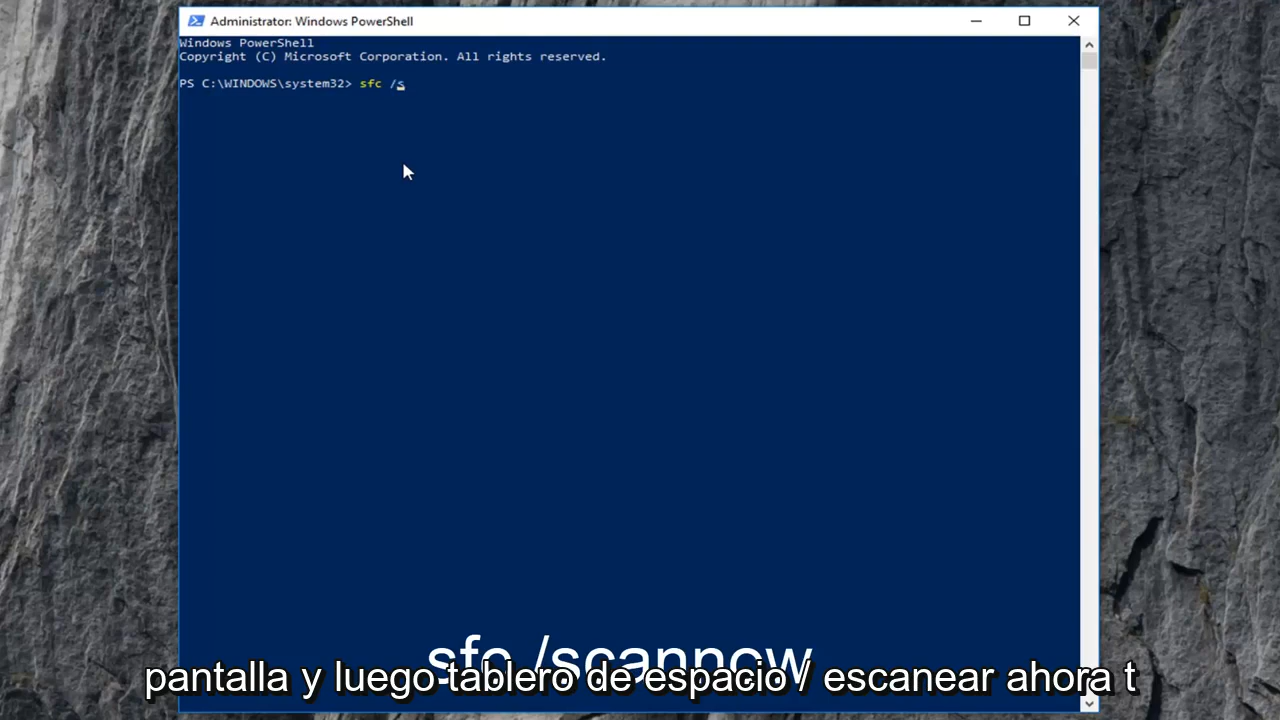 Administrator: Windows PowerShell
Windows PowerShell
Copyright (C) Microsoft Corporation. All rights reserved.
PS C:\WINDOWS\system32> sfc /s
sfc /scannow
pantalla y luego tablero de espacio / escanear ahora t